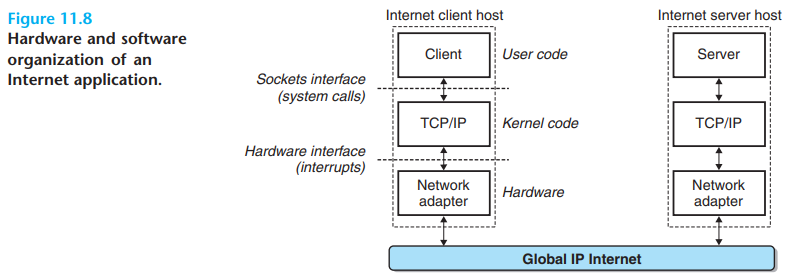 Figure 11.8
Hardware and software
organization of an
Internet application.
Internet client host
Internet server host
Client
User code
Server
Sockets interface
(system calls)
TCP/IP
Kernel code
TCP/IP
Hardware interface
(interrupts)
Network
adapter
Hardware
Network
adapter
Global IP Internet